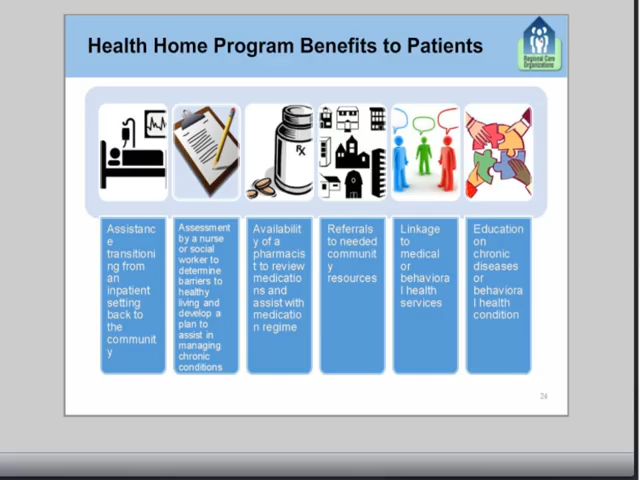 Health Home Program Benefits to Patients
Regional Care
Organizations
Rx
Assistanc
e
transitioni
ng from
an
inpatient
setting
back to
the
communit
y
Assessment
by a nurse
or social
worker to
determine
barriers to
healthy
living and
develop a
plan to
assist in
managing
chronic
conditions
Availabilit
y of a
pharmacis
t to review
medicatio
ns and
assist with
medicatio
n regime
Referrals
to needed
communit
y
resources
Linkage
to
medical
or
behaviora
l health
services
Education
on
chronic
diseases
or
behaviora
l health
condition
24